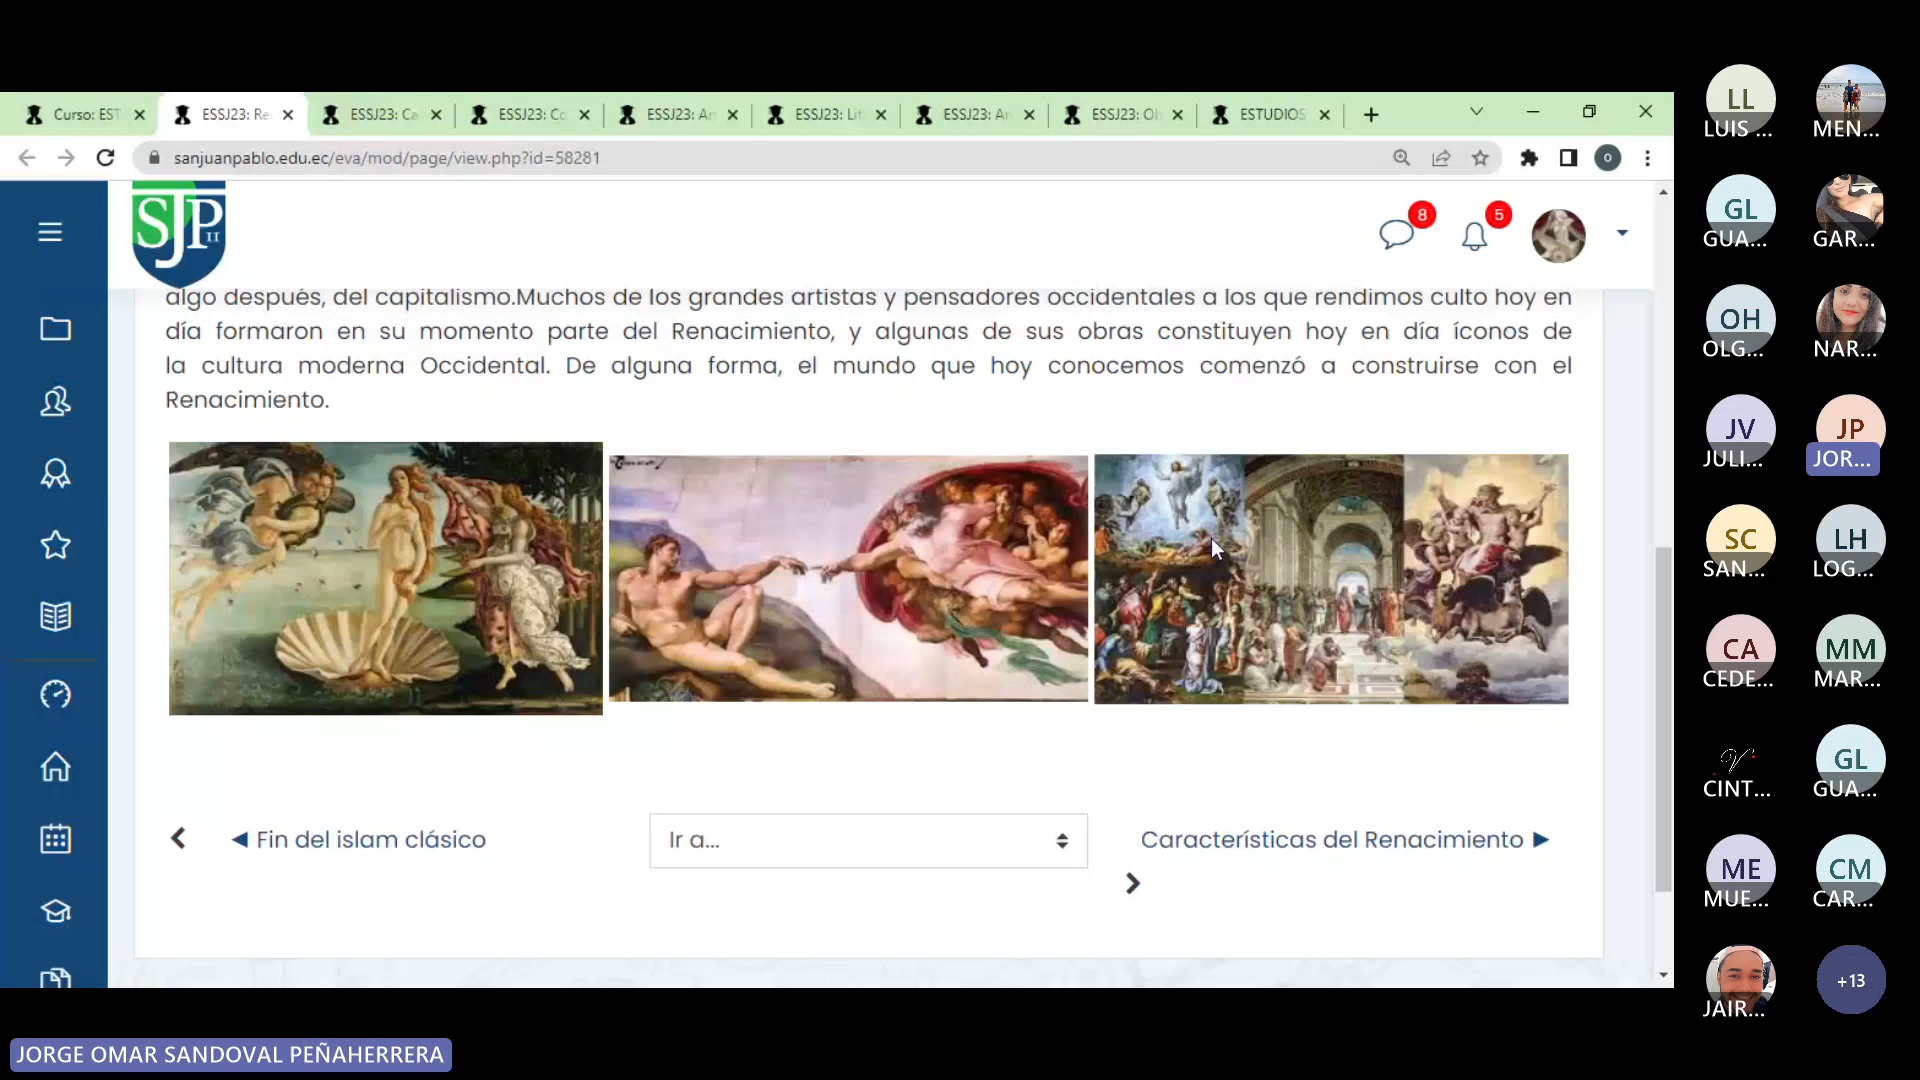 Curso: EST
ESSJ23: Re
ESSJ23: Ca
ESSJ23: Co
ESSJ23: Ar
ESSJ23: Lit
ESSJ23: Ar
ESSJ23: Ol
ESTUDIOS
sanjuanpablo.edu.ec/eva/mod/page/view.php?id=58281
O
SJP II
8
5
algo después, del capitalismo.Muchos de los grandes artistas y pensadores occidentales a los que rendimos culto hoy en
día formaron en su momento parte del Renacimiento, y algunas de sus obras constituyen hoy en día íconos de
la cultura moderna Occidental. De alguna forma, el mundo que hoy conocemos comenzó a construirse con el
Renacimiento.
◄ Fin del islam clásico
Ir a...
Características del Renacimiento ►
LL
LUIS ...
MEN...
GL
GUA...
GAR...
OH
OLG...
NAR...
JV
JULI...
JP
JOR...
SC
SAN...
LH
LOG...
CA
CEDE...
MM
MAR...
CINT...
GL
GUA...
ME
MUE...
CM
CAR...
JAIR...
+13
JORGE OMAR SANDOVAL PEÑAHERRERA